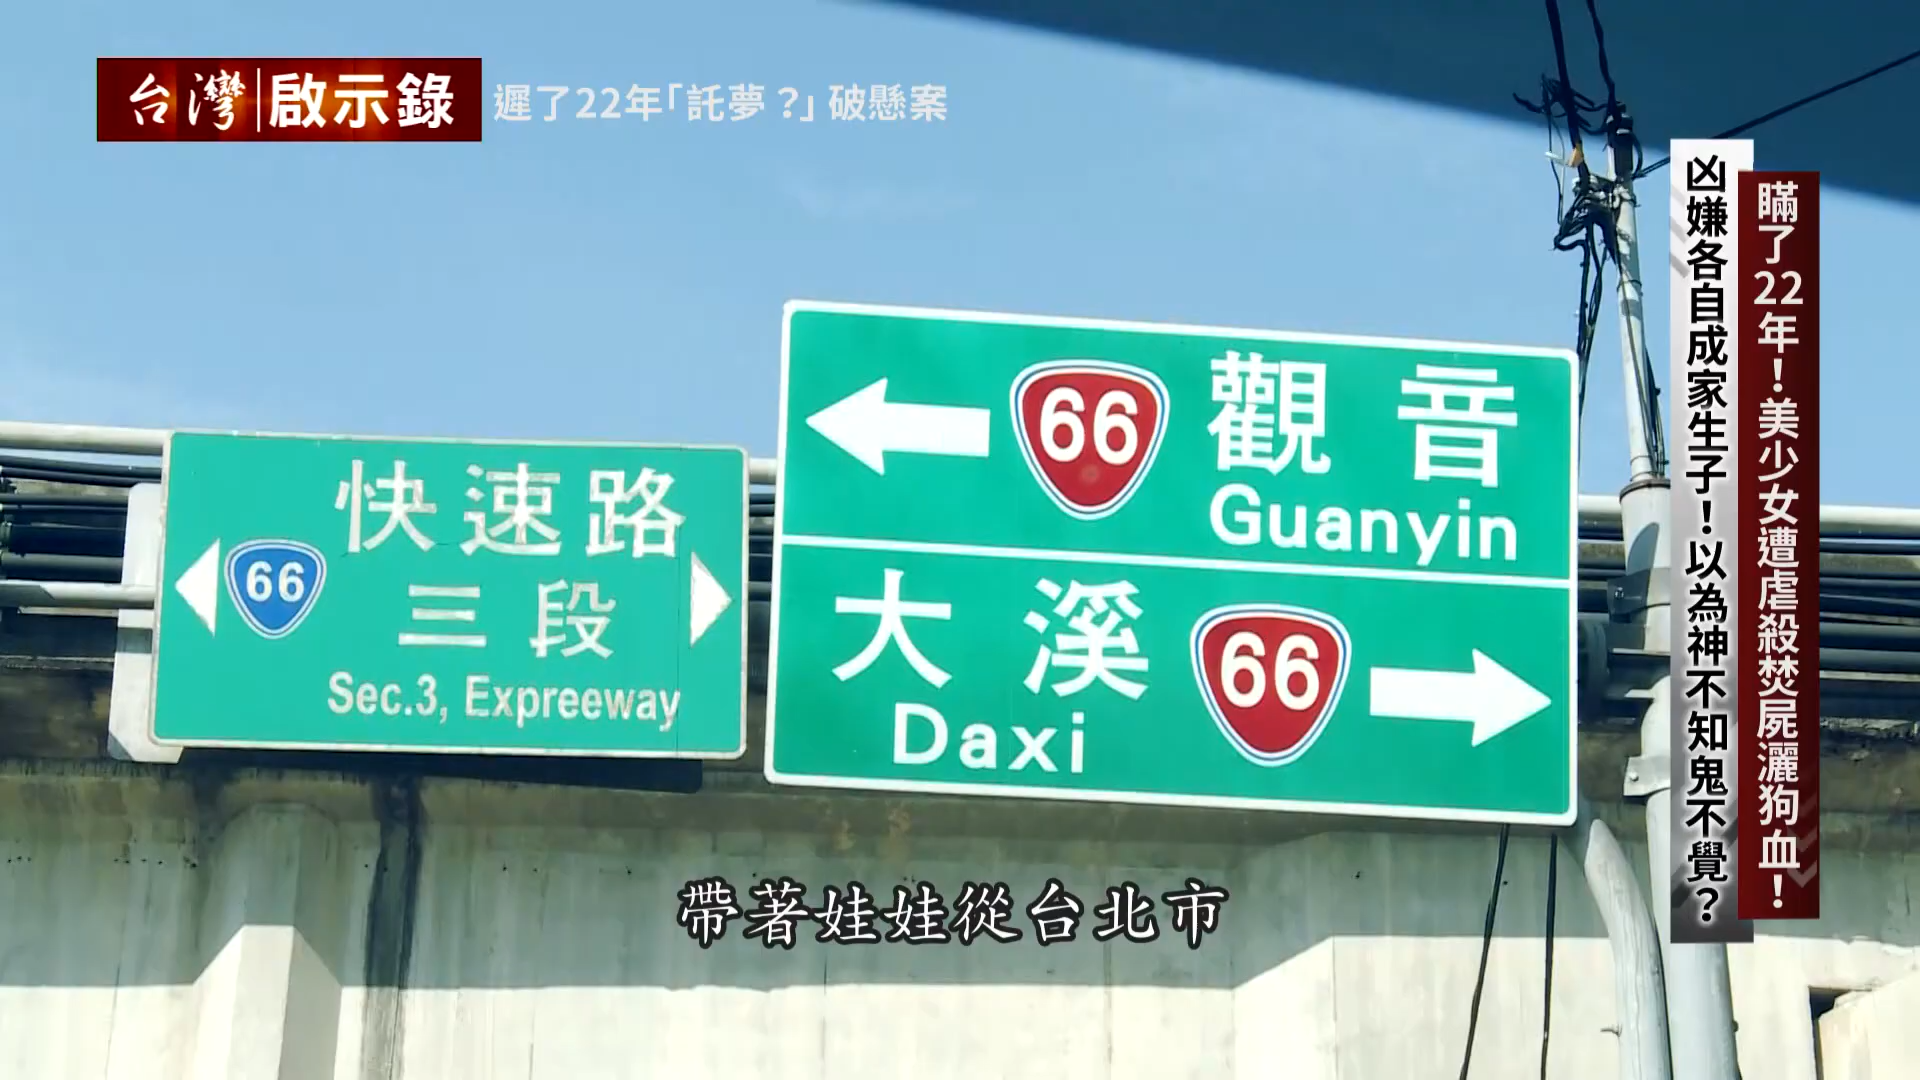 台灣啟示錄
遲了22年「託夢？」破懸案
瞞了22年！美少女遭虐殺焚屍灑狗血！
凶嫌各自成家生子！以為神不知鬼不覺？
66 觀音
Guanyin
大溪 66
Daxi
快速路
66
三段
Sec.3, Expreeway
帶著娃娃從台北市